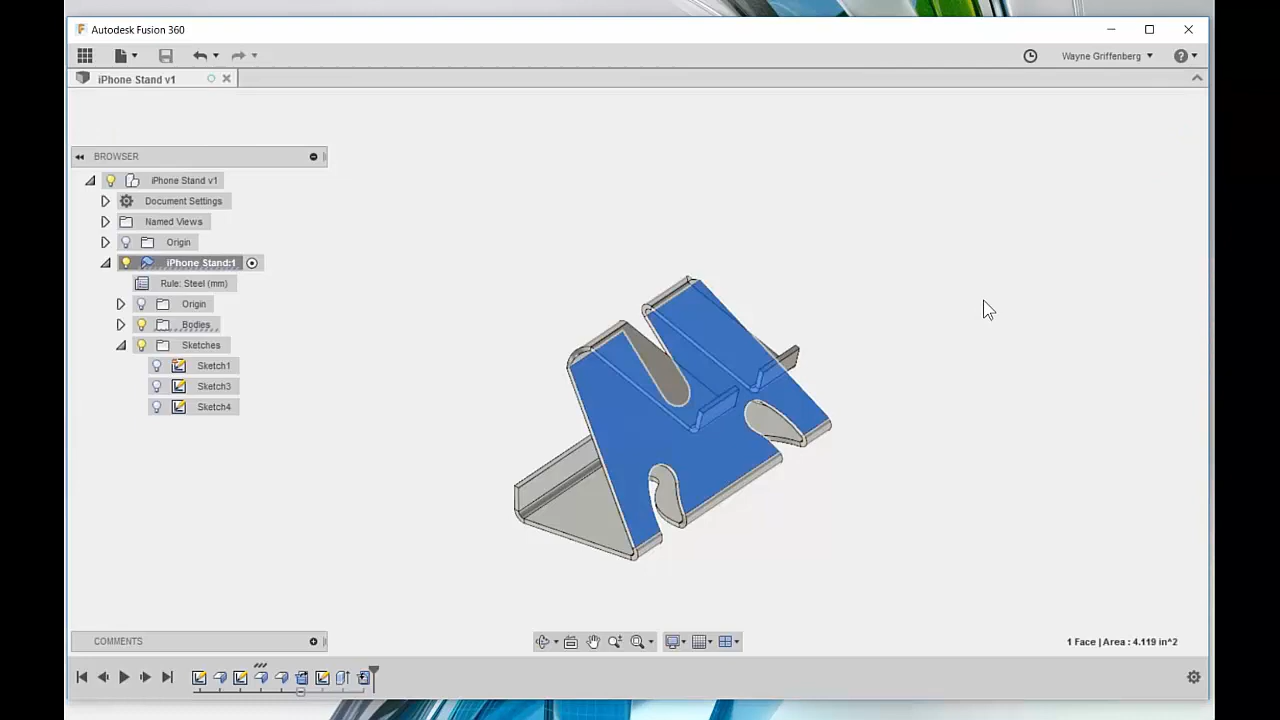 Autodesk Fusion 360
Wayne Griffenberg
iPhone Stand v1
BROWSER
iPhone Stand v1
Document Settings
Named Views
Origin
iPhone Stand:1
Rule: Steel (mm)
Origin
Bodies
Sketches
Sketch1
Sketch3
Sketch4
COMMENTS
1 Face | Area : 4.119 in^2